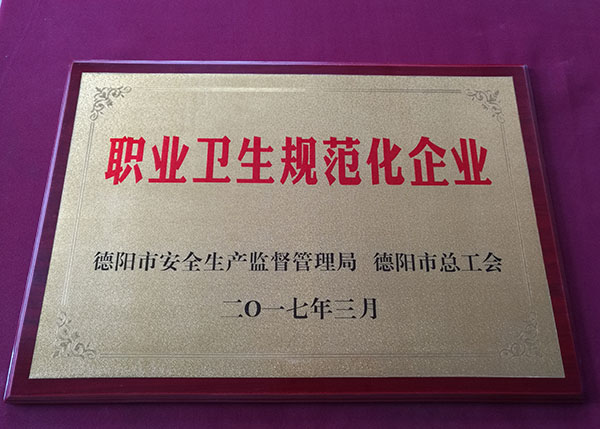 职业卫生规范化企业
德阳市安全生产监督管理局 德阳市总工会
二〇一七年三月